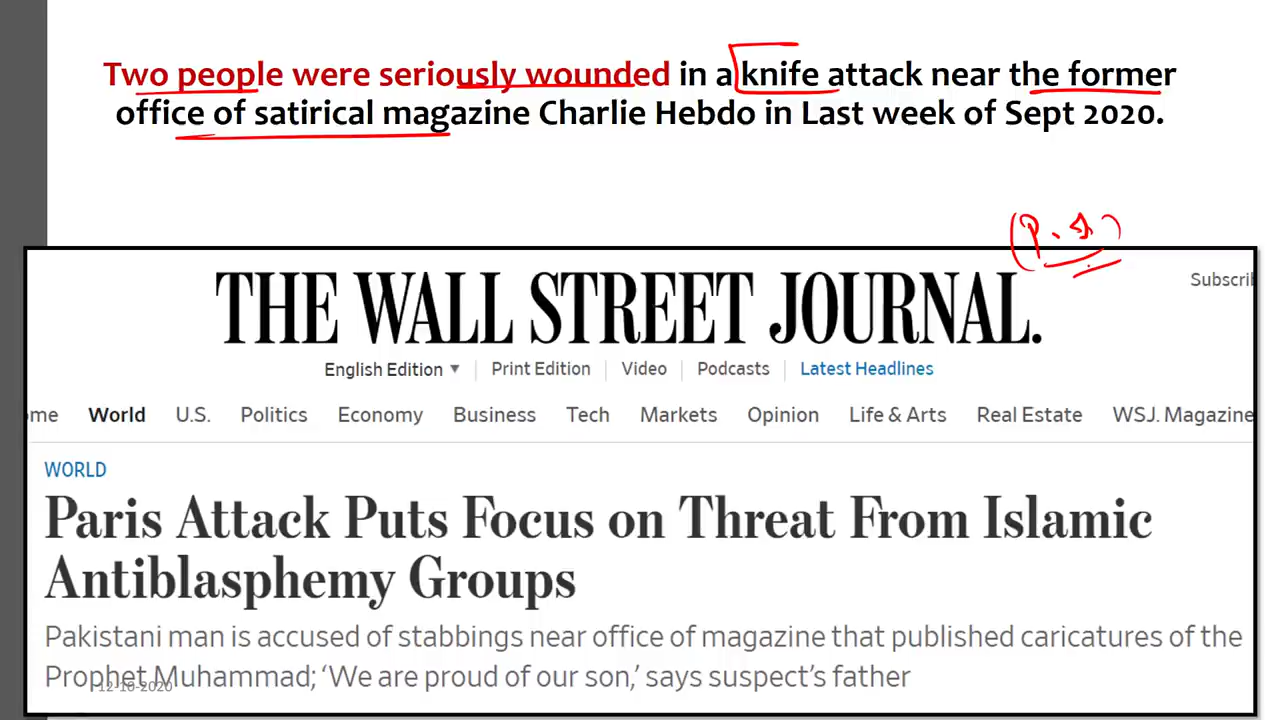 Two people were seriously wounded in a knife attack near the former
office of satirical magazine Charlie Hebdo in Last week of Sept 2020.
THE WALL STREET JOURNAL.
Subscri
English Edition ▼ | Print Edition | Video | Podcasts | Latest Headlines
ome World U.S. Politics Economy Business Tech Markets Opinion Life & Arts Real Estate WSJ. Magazine
WORLD
Paris Attack Puts Focus on Threat From Islamic
Antiblasphemy Groups
Pakistani man is accused of stabbings near office of magazine that published caricatures of the
Prophet Muhammad; ‘We are proud of our son,’ says suspect’s father
12-10-2020